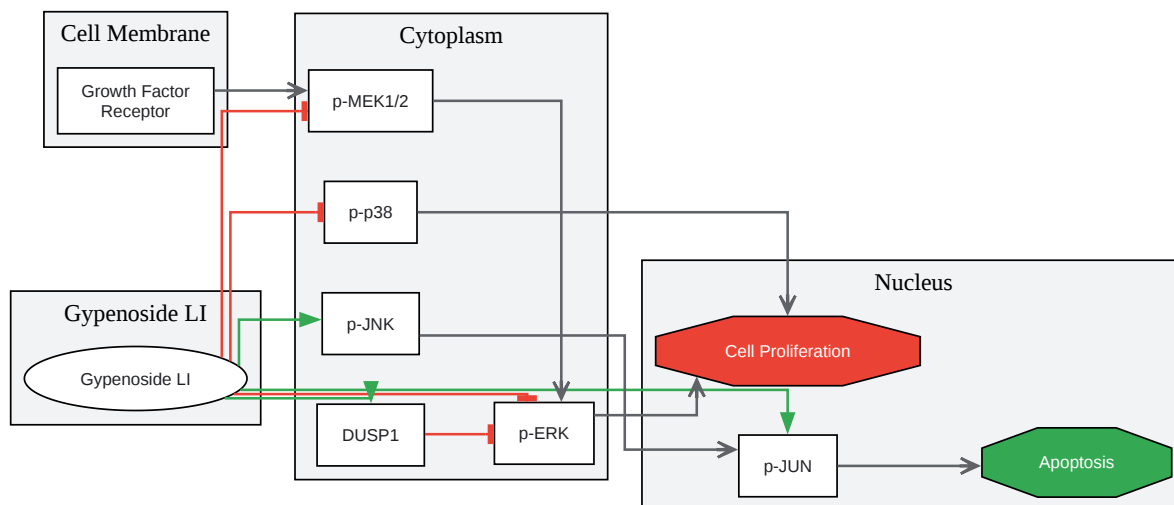 Cell Membrane
Growth Factor
Receptor
Cytoplasm
p-MEK1/2
p-p38
p-JNK
DUSP1
p-ERK
Gypenoside LI
Gypenoside LI
Nucleus
Cell Proliferation
p-JUN
Apoptosis